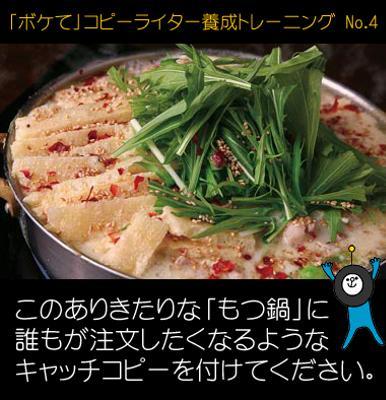 「ボケて」コピーライター養成トレーニング No.4
このありきたりな「もつ鍋」に
誰もが注文したくなるような
キャッチコピーを付けてください。